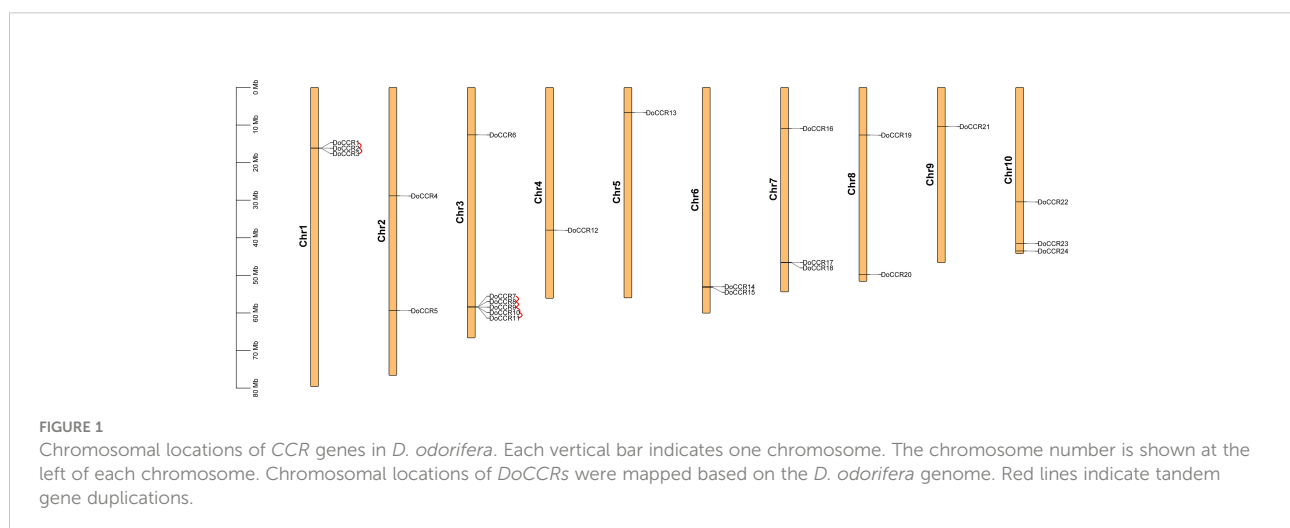 0 Mb
10 Mb
20 Mb
30 Mb
40 Mb
50 Mb
60 Mb
70 Mb
80 Mb
Chr1
DoCCR1
DoCCR2
DoCCR3
Chr2
DoCCR4
DoCCR5
Chr3
DoCCR6
DoCCR7
DoCCR8
DoCCR9
DoCCR10
DoCCR11
Chr4
DoCCR12
Chr5
DoCCR13
Chr6
DoCCR14
DoCCR15
Chr7
DoCCR16
DoCCR17
DoCCR18
Chr8
DoCCR19
DoCCR20
Chr9
DoCCR21
Chr10
DoCCR22
DoCCR23
DoCCR24
FIGURE 1
Chromosomal locations of CCR genes in D. odorifera. Each vertical bar indicates one chromosome. The chromosome number is shown at the
left of each chromosome. Chromosomal locations of DoCCRs were mapped based on the D. odorifera genome. Red lines indicate tandem
gene duplications.